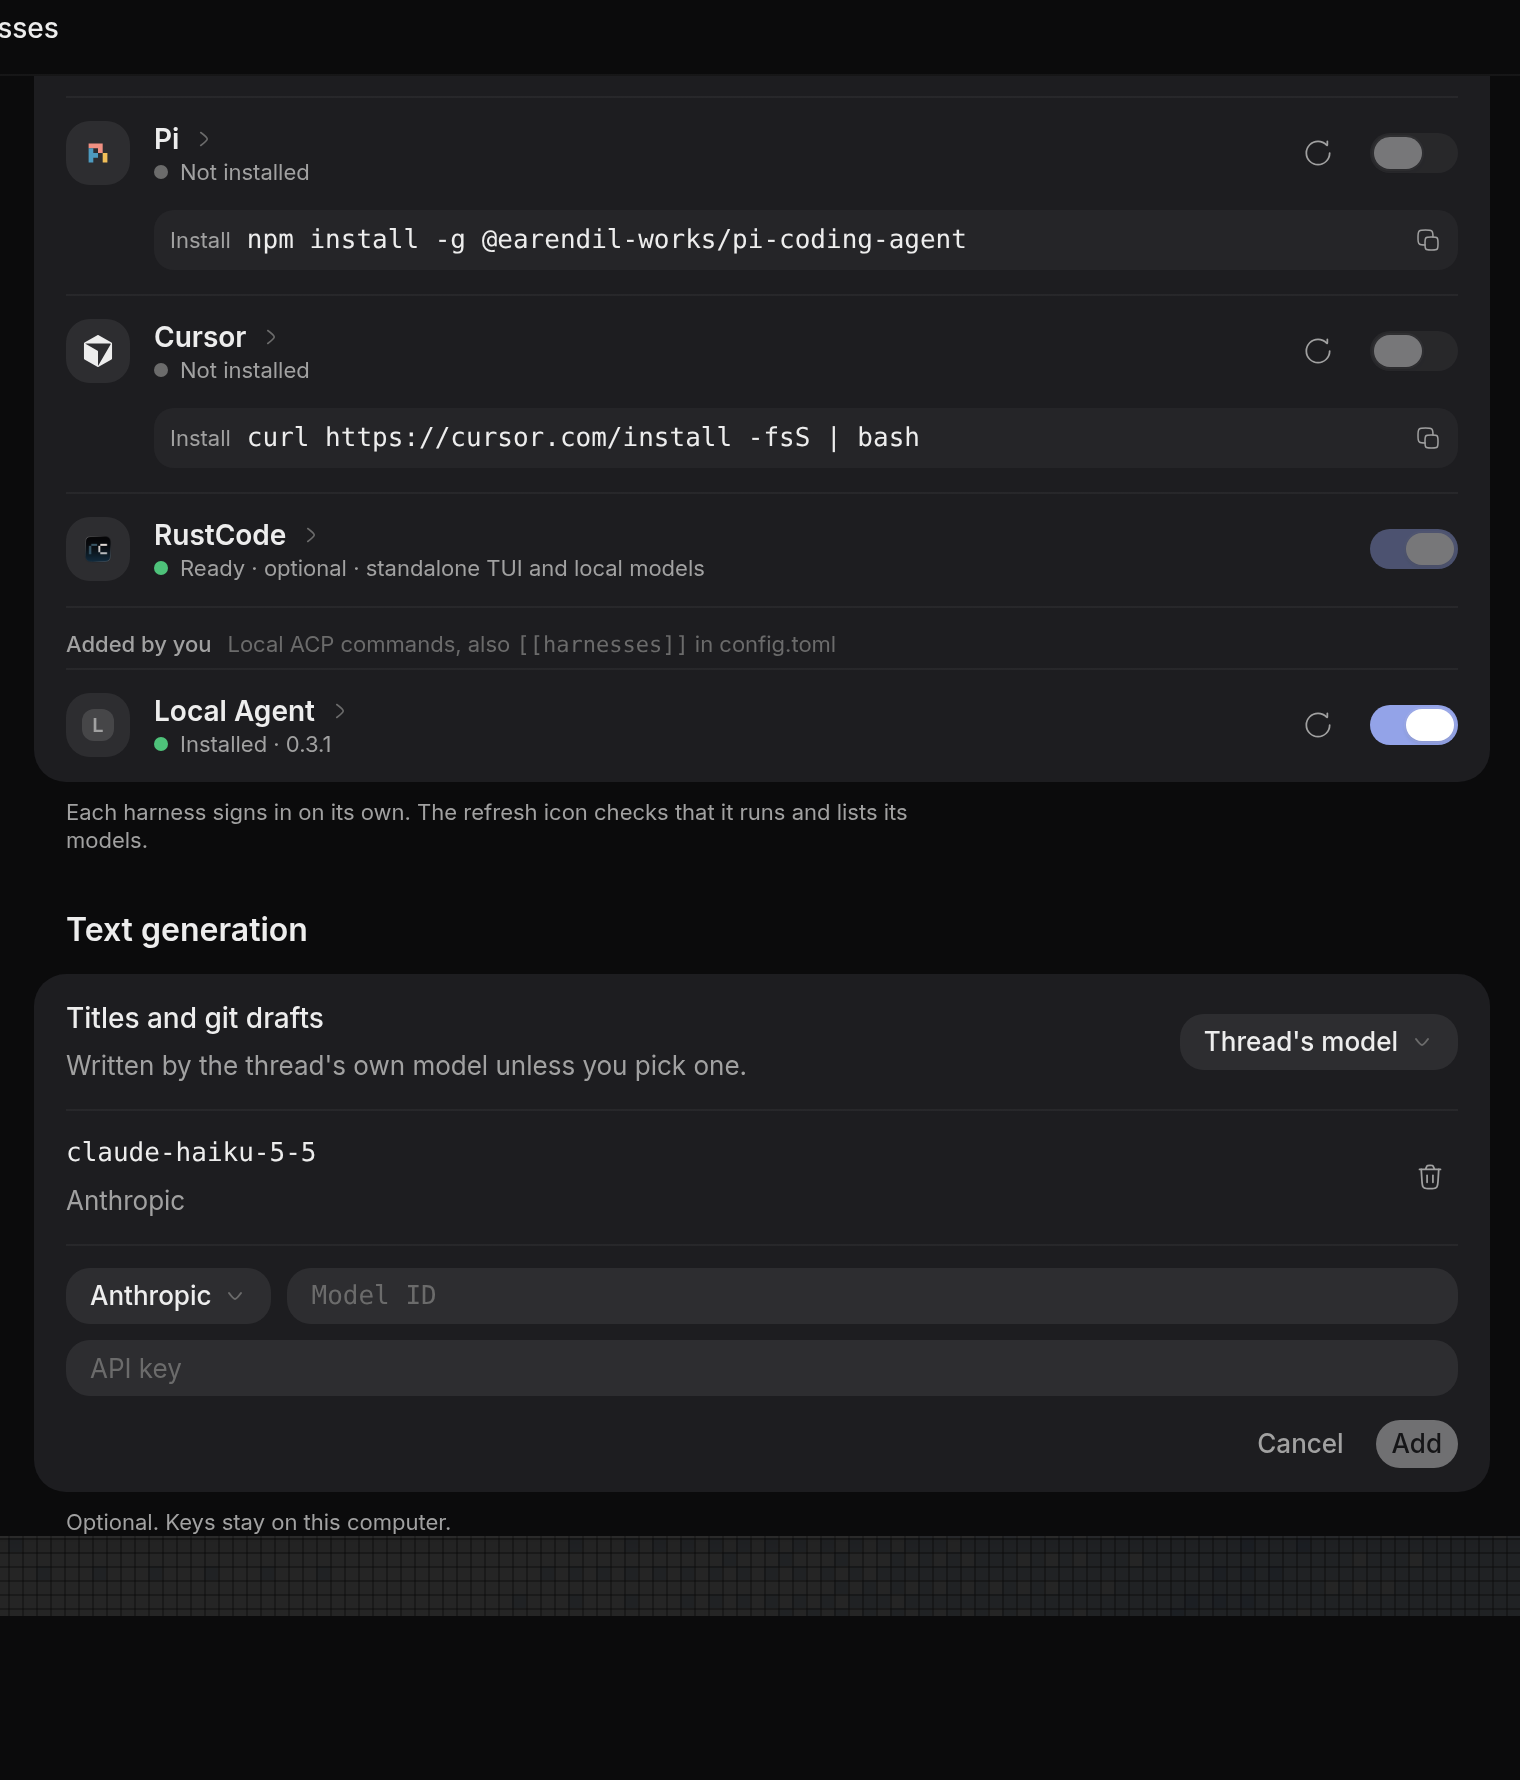 sses
Pi
Not installed
Install npm install -g @earendil-works/pi-coding-agent
Cursor
Not installed
Install curl https://cursor.com/install -fsS | bash
RustCode
Ready · optional · standalone TUI and local models
Added by you Local ACP commands, also [[harnesses]] in config.toml
L
Local Agent
Installed · 0.3.1
Each harness signs in on its own. The refresh icon checks that it runs and lists its
models.
Text generation
Titles and git drafts
Thread's model
Written by the thread's own model unless you pick one.
claude-haiku-5-5
Anthropic
Anthropic
Model ID
API key
Cancel
Add
Optional. Keys stay on this computer.